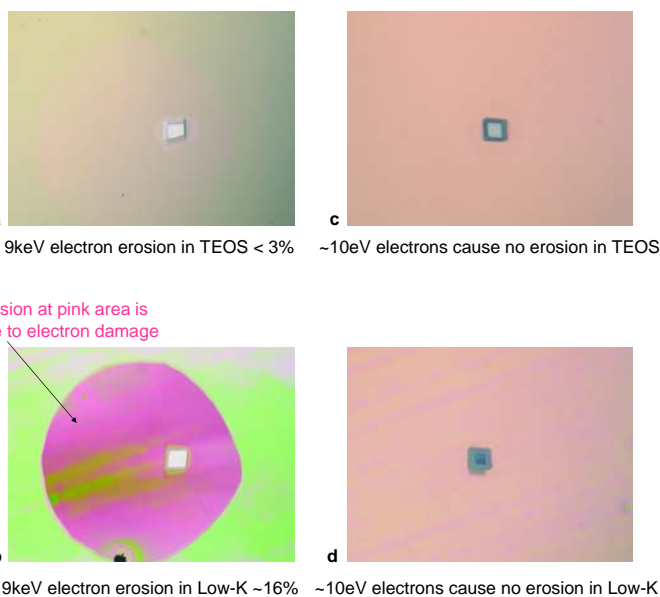 c
9keV electron erosion in TEOS < 3%
~10eV electrons cause no erosion in TEOS
sion at pink area is
to electron damage
d
9keV electron erosion in Low-K ~16%
~10eV electrons cause no erosion in Low-K